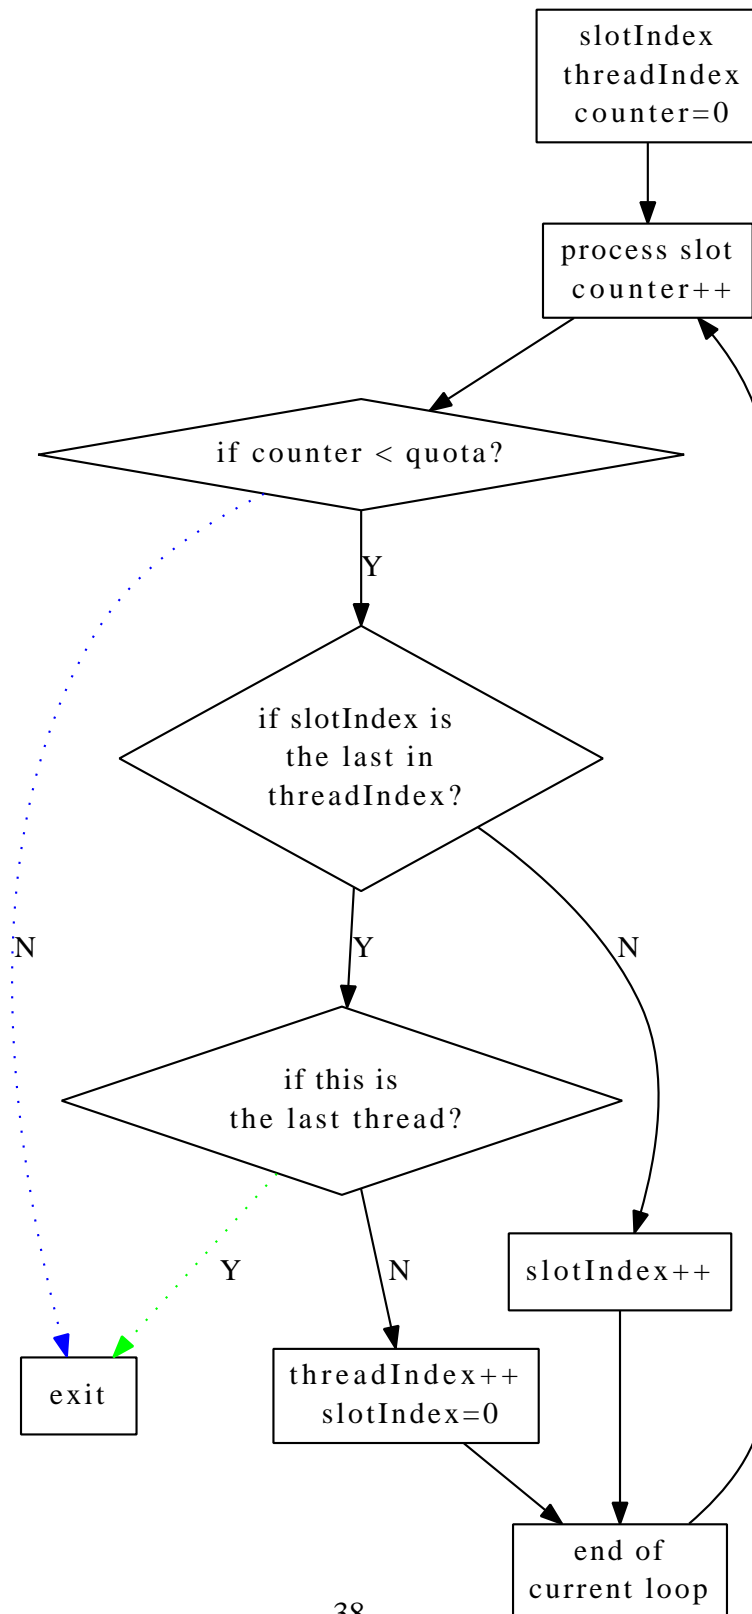 slotIndex
threadIndex
counter=0
process slot
counter++
if counter < quota?
Y
if slotIndex is
the last in
threadIndex?
N
Y
N
if this is
the last thread?
Y
N
slotIndex++
exit
threadIndex++
slotIndex=0
end of
current loop
38